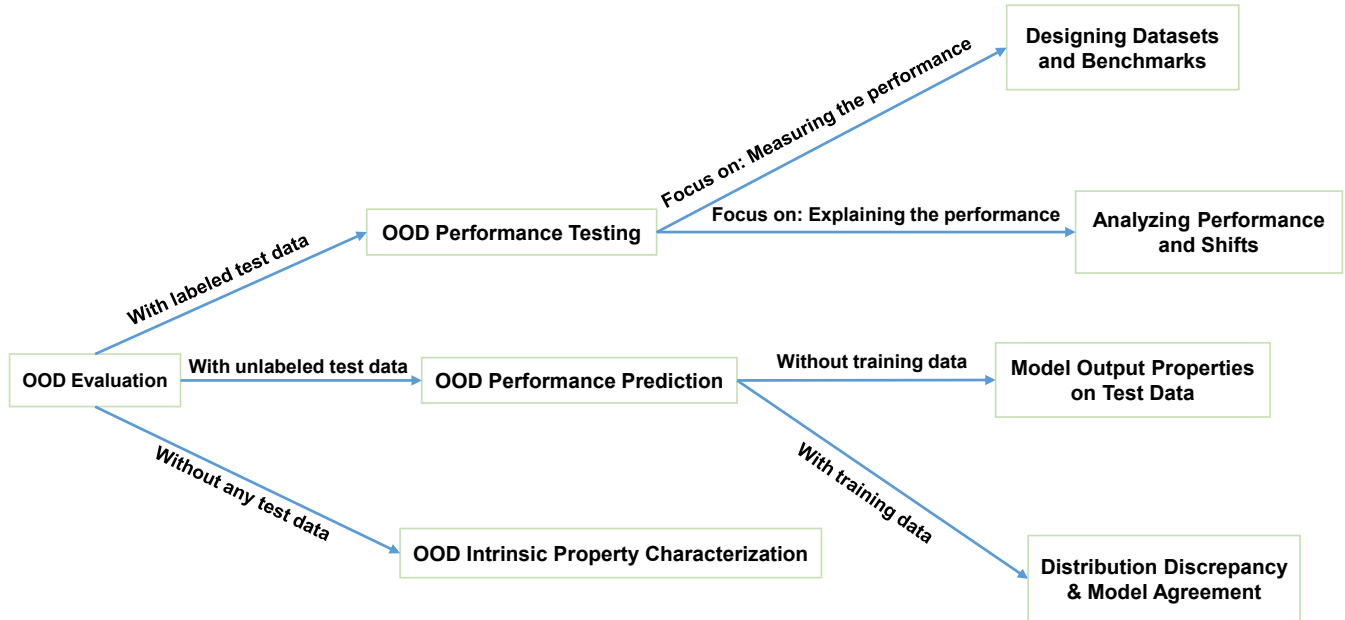 Designing Datasets
and Benchmarks
Focus on: Measuring the performance
OOD Performance Testing
Focus on: Explaining the performance
Analyzing Performance
and Shifts
With labeled test data
OOD Evaluation
With unlabeled test data
OOD Performance Prediction
Without training data
Model Output Properties
on Test Data
With training data
Without any test data
OOD Intrinsic Property Characterization
Distribution Discrepancy
& Model Agreement